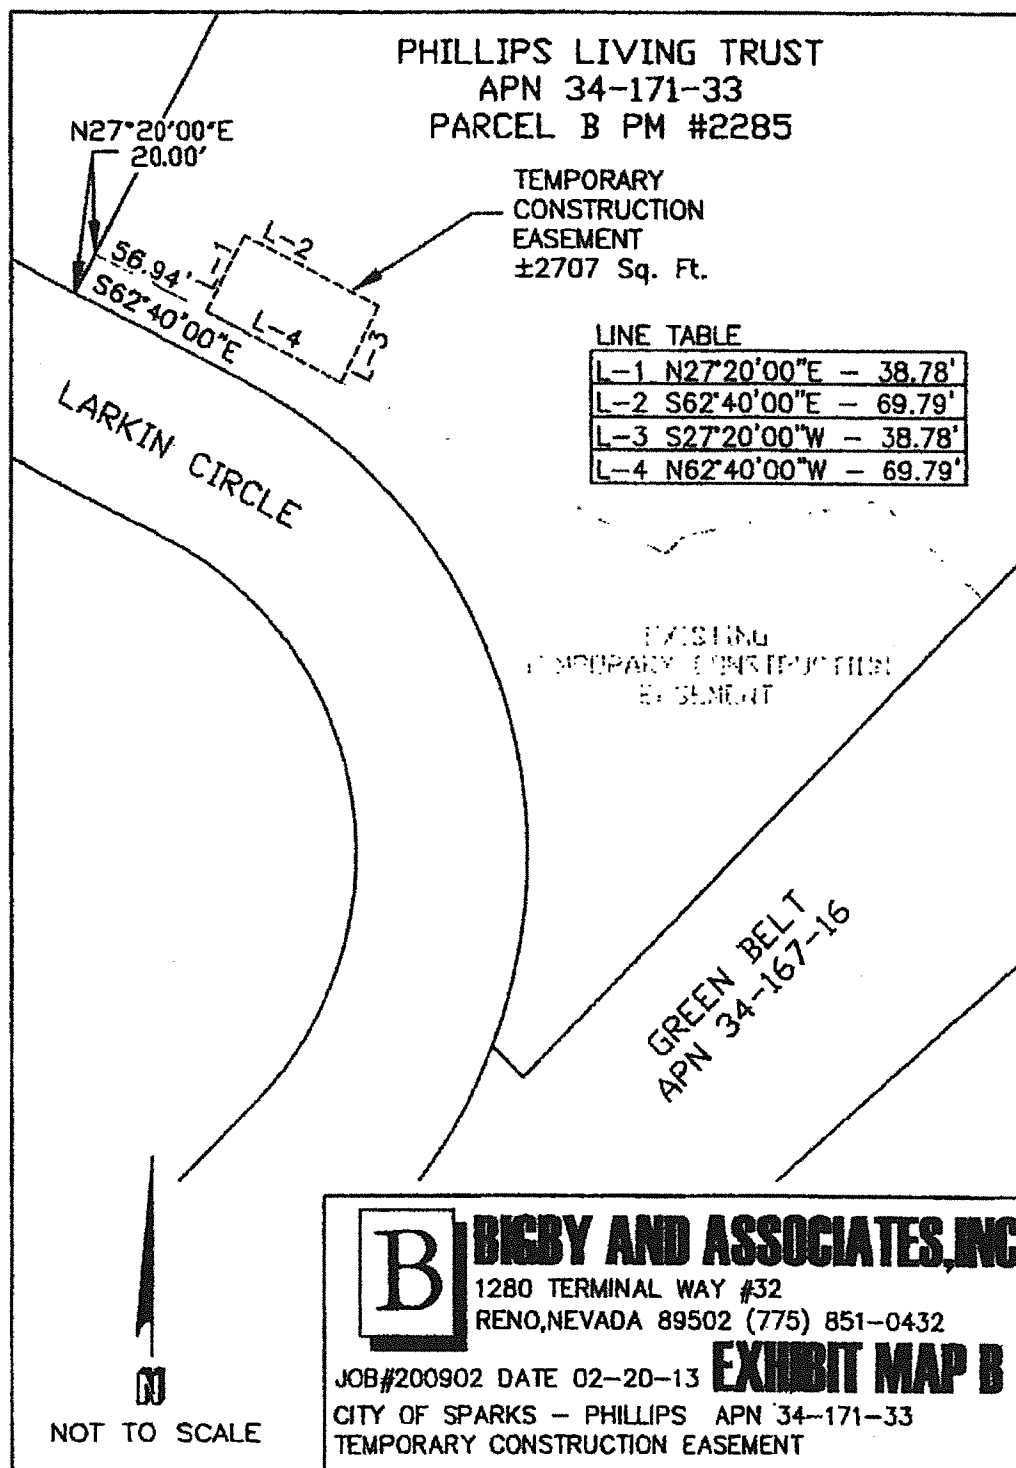 PHILLIPS LIVING TRUST
APN 34-171-33
PARCEL B PM #2285
N27°20'00"E
20.00'
TEMPORARY
CONSTRUCTION
EASEMENT
±2707 Sq. Ft.
56.94'
S62°40'00"E
L-1
L-2
L-3
L-4
LINE TABLE
L-1 N27°20'00"E - 38.78'
L-2 S62°40'00"E - 69.79'
L-3 S27°20'00"W - 38.78'
L-4 N62°40'00"W - 69.79'
LARKIN CIRCLE
EXISTING
TEMPORARY CONSTRUCTION
EASEMENT
GREEN BELT
APN 34-167-16
N
NOT TO SCALE
B
BIGBY AND ASSOCIATES,INC
1280 TERMINAL WAY #32
RENO,NEVADA 89502 (775) 851-0432
JOB#200902 DATE 02-20-13 EXHIBIT MAP B
CITY OF SPARKS - PHILLIPS APN 34-171-33
TEMPORARY CONSTRUCTION EASEMENT